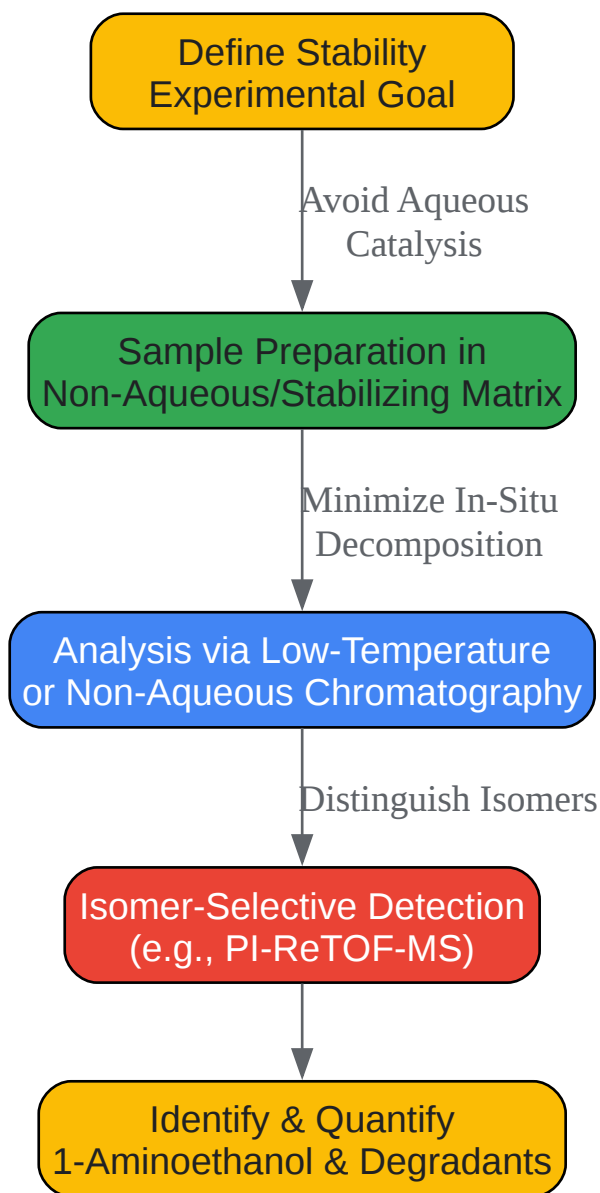 Define Stability
Experimental Goal
Avoid Aqueous
Catalysis
Sample Preparation in
Non-Aqueous/Stabilizing Matrix
Minimize In-Situ
Decomposition
Analysis via Low-Temperature
or Non-Aqueous Chromatography
Distinguish Isomers
Isomer-Selective Detection
(e.g., PI-ReTOF-MS)
Identify & Quantify
1-Aminoethanol & Degradants